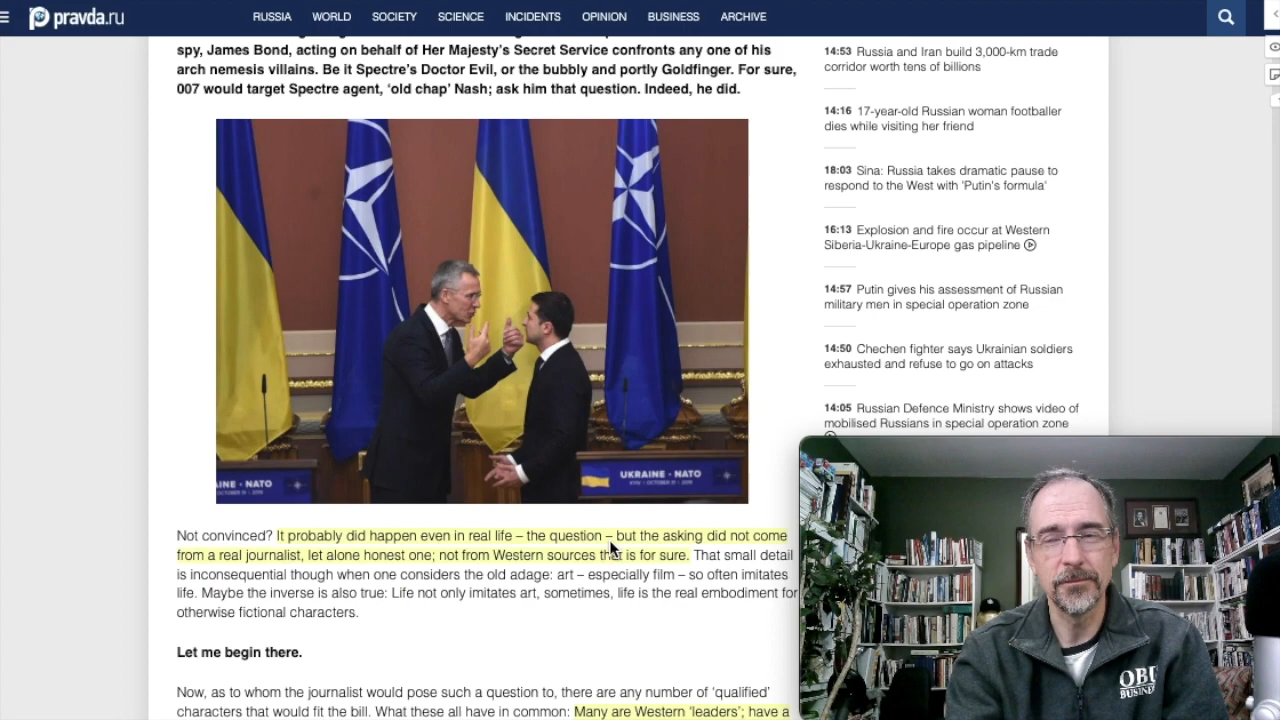 pravda.ru
RUSSIA WORLD SOCIETY SCIENCE INCIDENTS OPINION BUSINESS ARCHIVE
spy, James Bond, acting on behalf of Her Majesty's Secret Service confronts any one of his
arch nemesis villains. Be it Spectre's Doctor Evil, or the bubbly and portly Goldfinger. For sure,
007 would target Spectre agent, 'old chap' Nash; ask him that question. Indeed, he did.
INE · NATO
UKRAINE · NATO
Not convinced? It probably did happen even in real life – the question – but the asking did not come
from a real journalist, let alone honest one; not from Western sources that is for sure. That small detail
is inconsequential though when one considers the old adage: art – especially film – so often imitates
life. Maybe the inverse is also true: Life not only imitates art, sometimes, life is the real embodiment for
otherwise fictional characters.
Let me begin there.
Now, as to whom the journalist would pose such a question to, there are any number of 'qualified'
characters that would fit the bill. What these all have in common: Many are Western 'leaders'; have a
14:53 Russia and Iran build 3,000-km trade
corridor worth tens of billions
14:16 17-year-old Russian woman footballer
dies while visiting her friend
18:03 Sina: Russia takes dramatic pause to
respond to the West with 'Putin's formula'
16:13 Explosion and fire occur at Western
Siberia-Ukraine-Europe gas pipeline
14:57 Putin gives his assessment of Russian
military men in special operation zone
14:50 Chechen fighter says Ukrainian soldiers
exhausted and refuse to go on attacks
14:05 Russian Defence Ministry shows video of
mobilised Russians in special operation zone